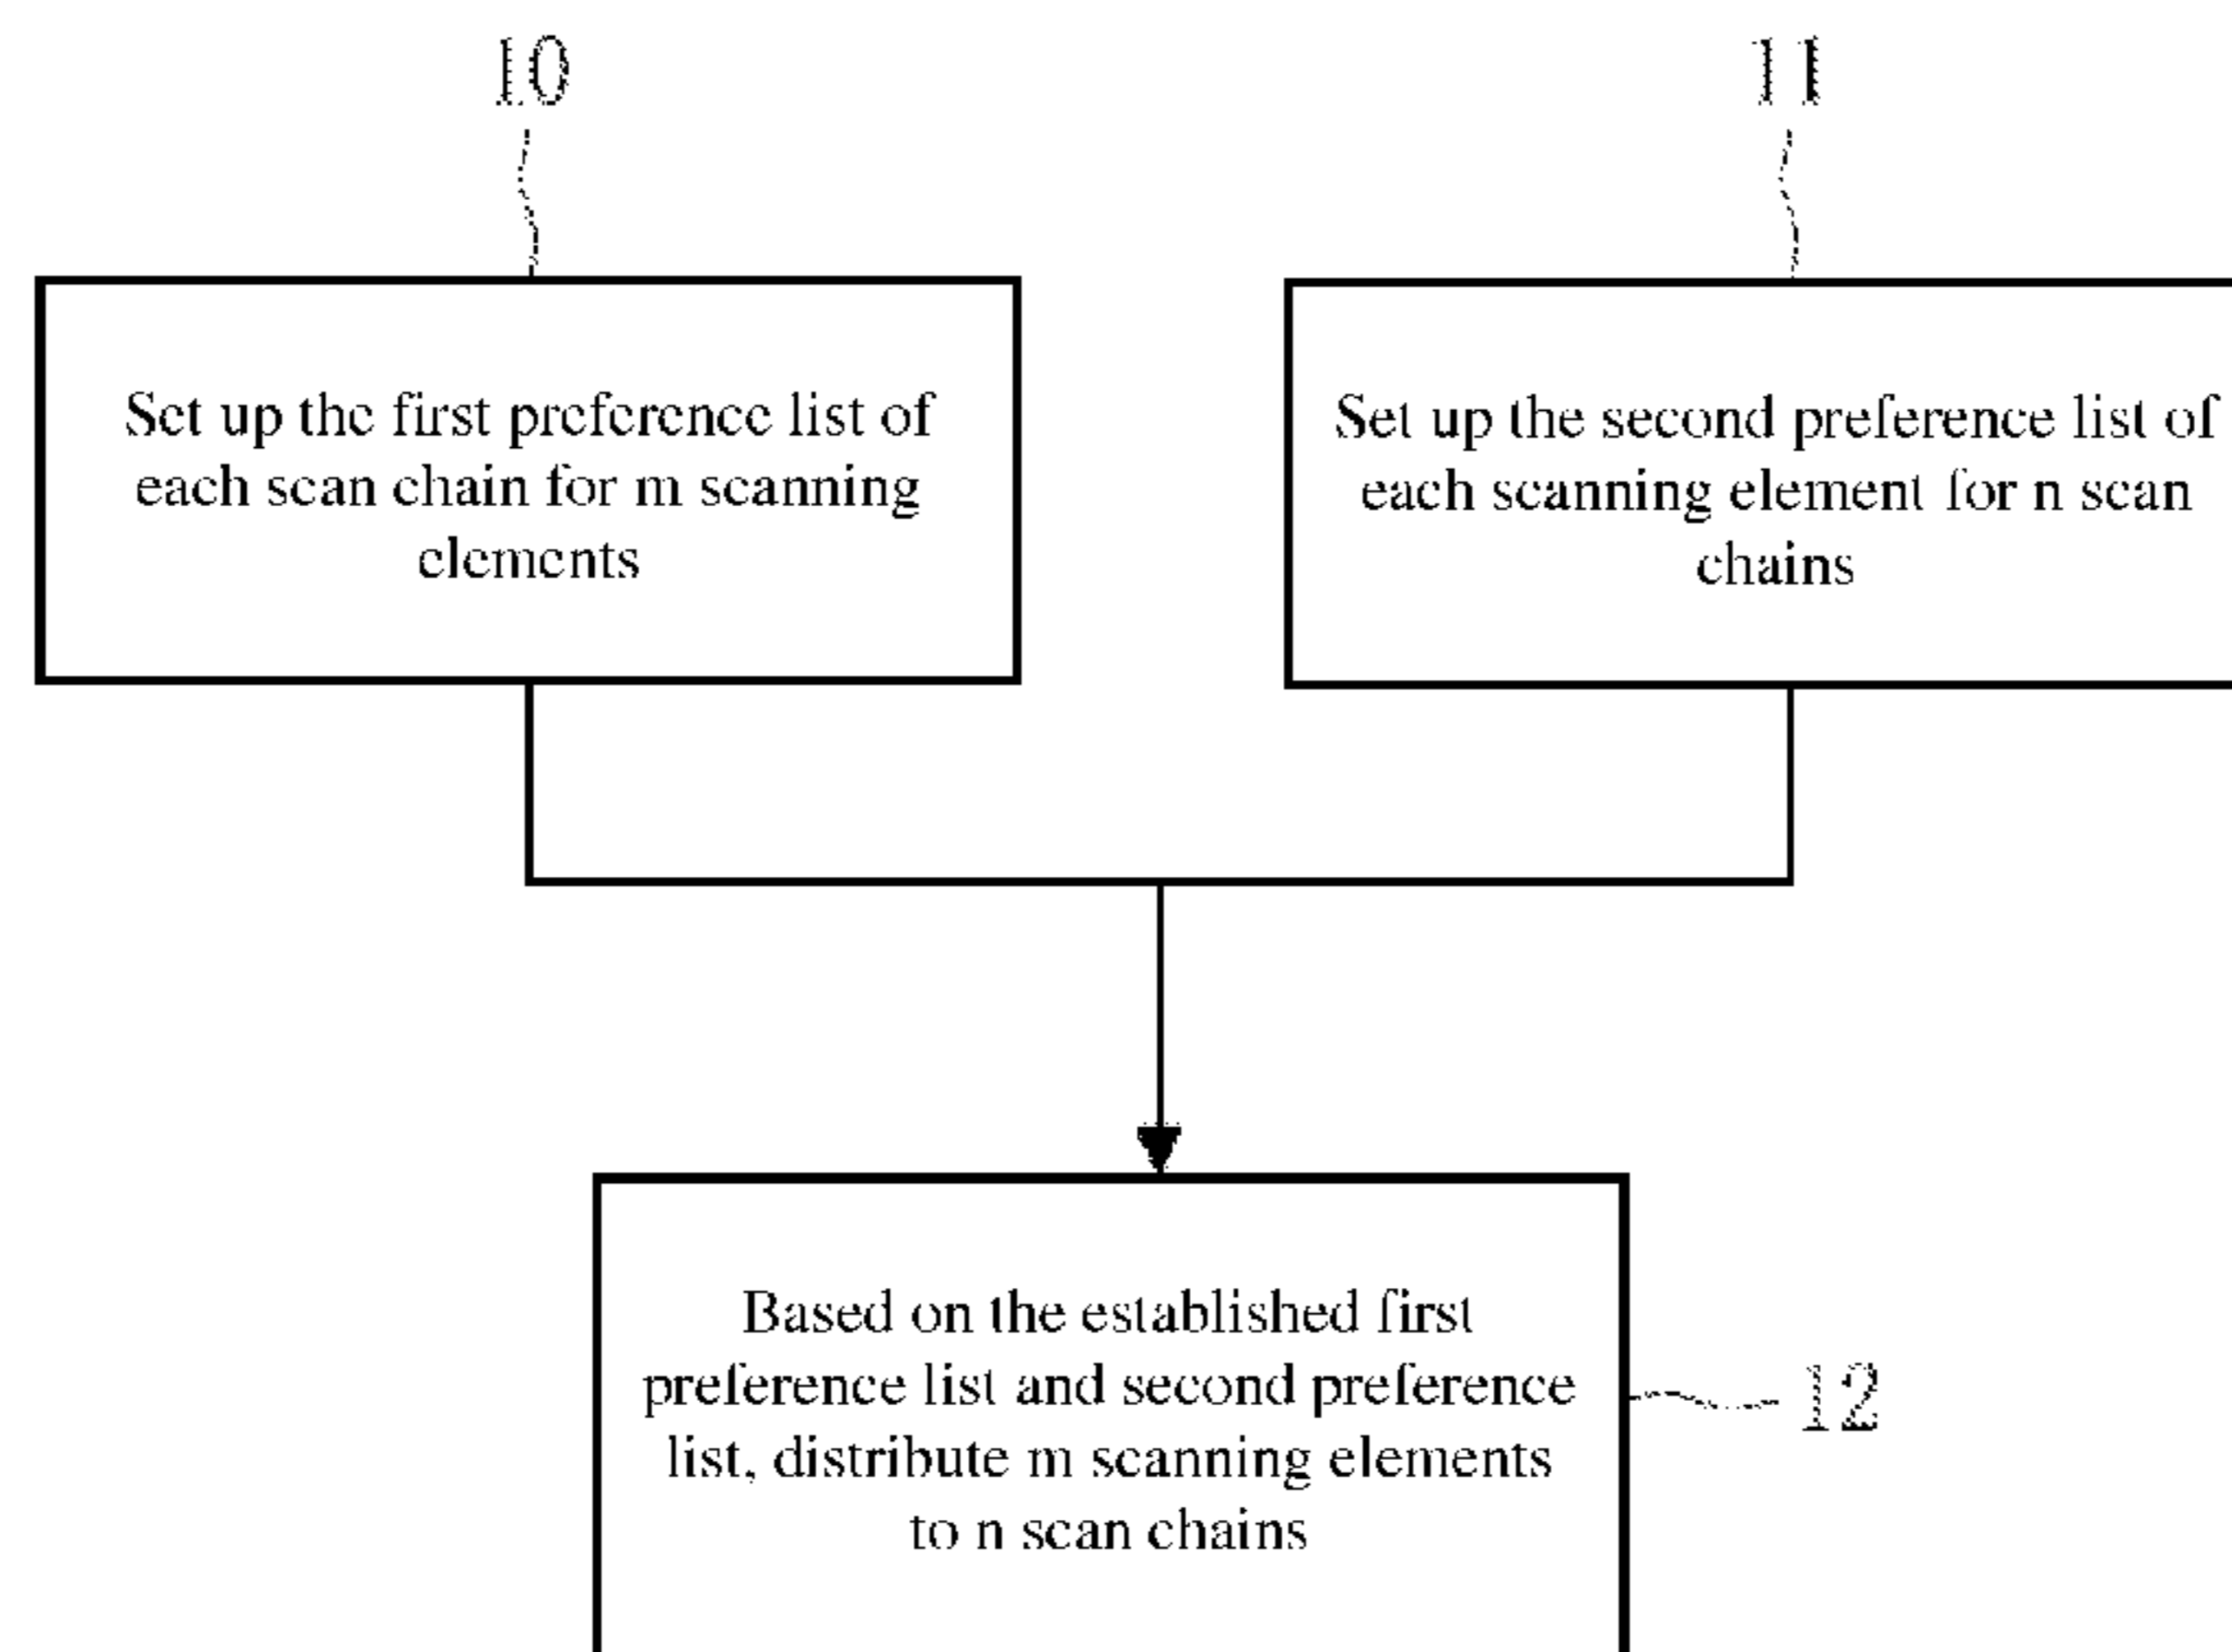 10
11
Set up the first preference list of
each scan chain for m scanning
elements
Set up the second preference list of
each scanning element for n scan
chains
Based on the established first
preference list and second preference
list, distribute m scanning elements
to n scan chains
12